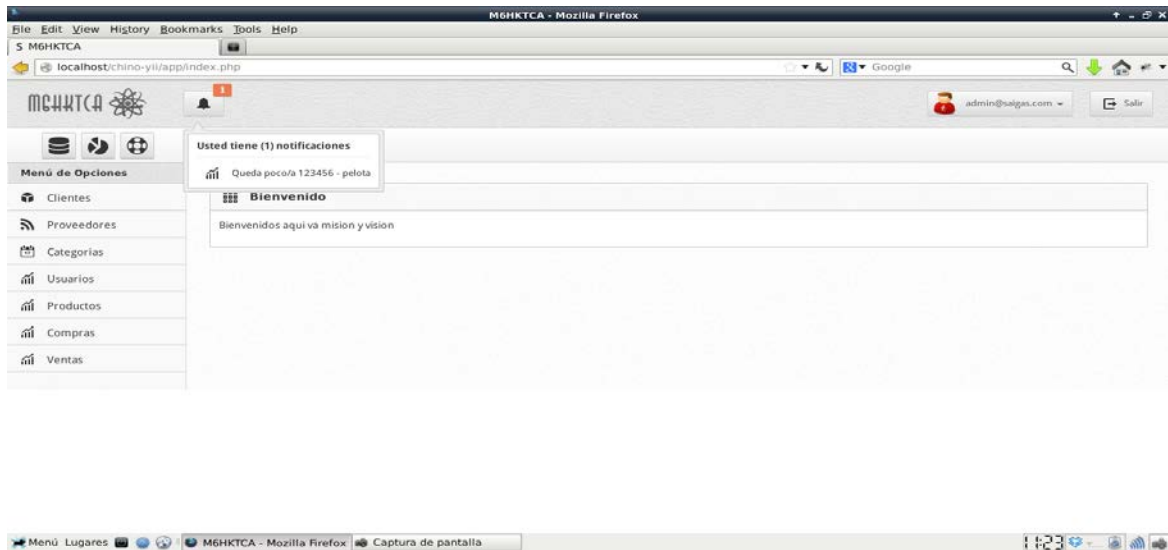 M6HKTCA - Mozilla Firefox
File Edit View History Bookmarks Tools Help
M6HKTCA
localhost/chino-yii/app/index.php
Google
M6HKTCA
1
admin@saigas.com
Salir
Usted tiene (1) notificaciones
Queda poco/a 123456 - pelota
Menú de Opciones
Clientes
Proveedores
Categorias
Usuarios
Productos
Compras
Ventas
Bienvenido
Bienvenidos aqui va mision y vision
Menú Lugares M6HKTCA - Mozilla Firefox Captura de pantalla
11:23